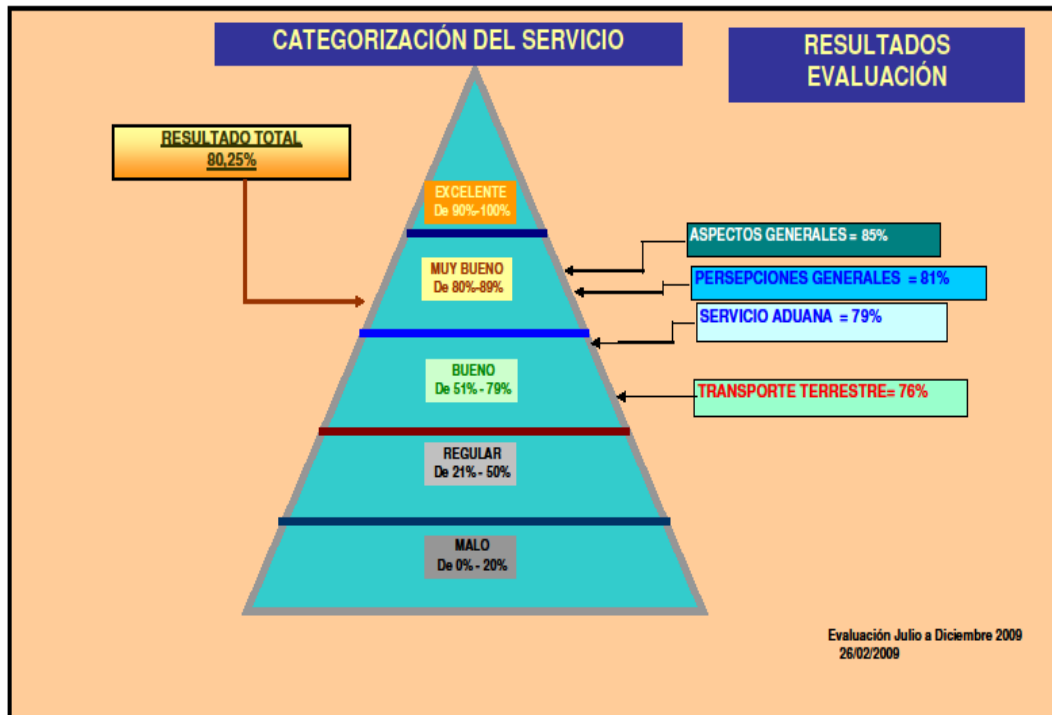 CATEGORIZACIÓN DEL SERVICIO
RESULTADOS
EVALUACIÓN
RESULTADO TOTAL
80,25%
EXCELENTE
De 90%-100%
MUY BUENO
De 80%-89%
BUENO
De 51% - 79%
REGULAR
De 21% - 50%
MALO
De 0% - 20%
ASPECTOS GENERALES = 85%
PERSEPCIONES GENERALES = 81%
SERVICIO ADUANA = 79%
TRANSPORTE TERRESTRE= 76%
Evaluación Julio a Diciembre 2009
26/02/2009